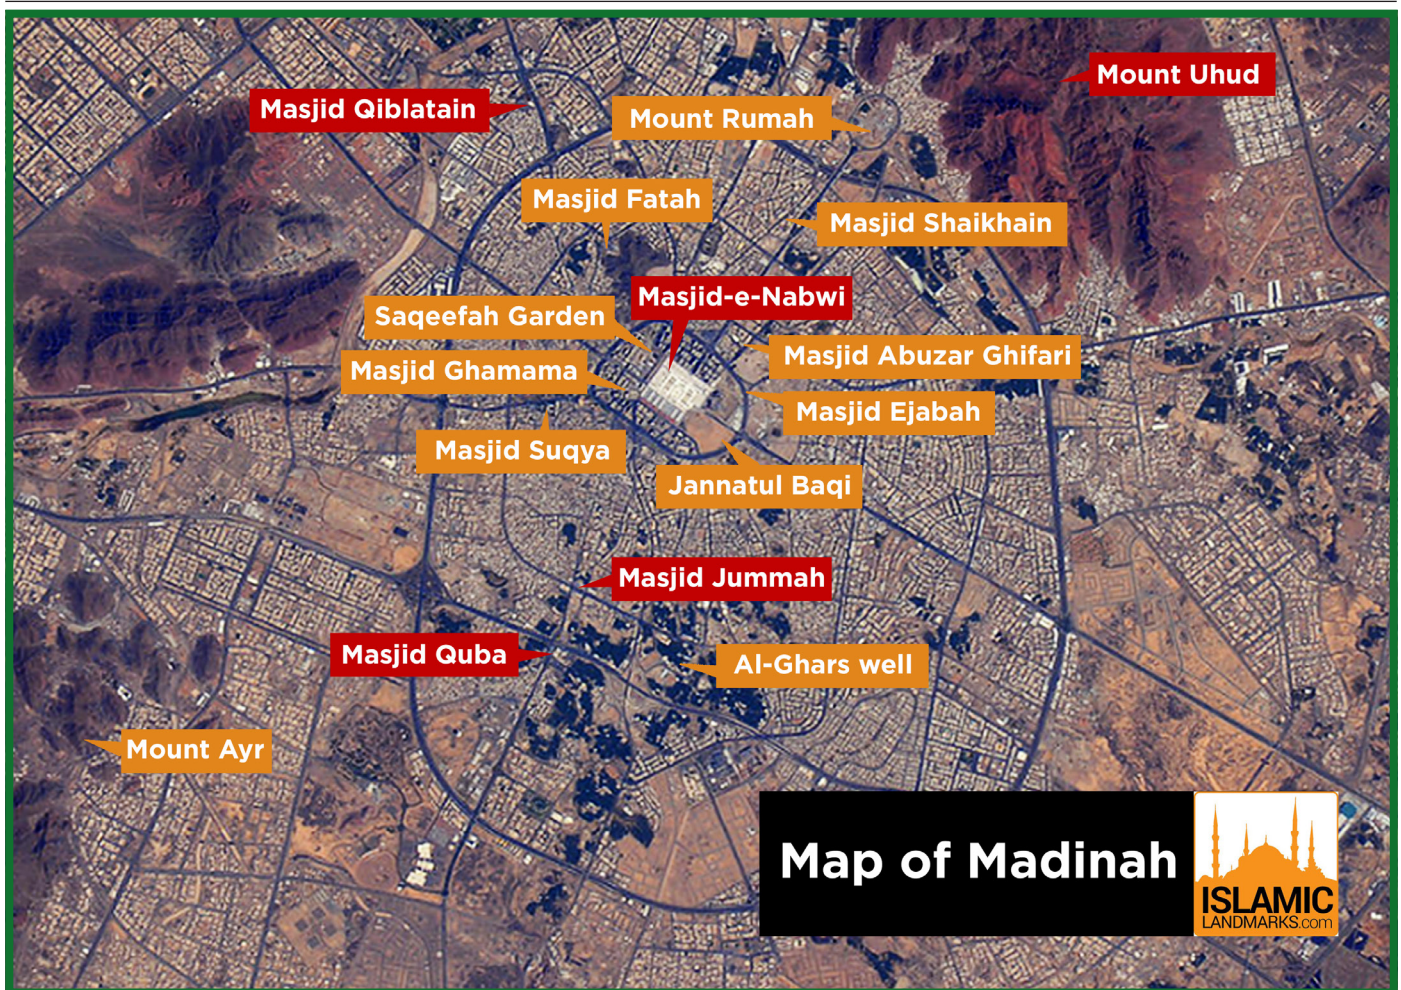 Mount Uhud
Masjid Qiblatain
Mount Rumah
Masjid Fatah
Masjid Shaikhain
Masjid-e-Nabwi
Saqeefah Garden
Masjid Abuzar Ghifari
Masjid Ghamama
Masjid Ejabah
Masjid Suqya
Jannatul Baqi
Masjid Jummah
Masjid Quba
Al-Ghars well
Mount Ayr
Map of Madinah
ISLAMIC
LANDMARKS.com